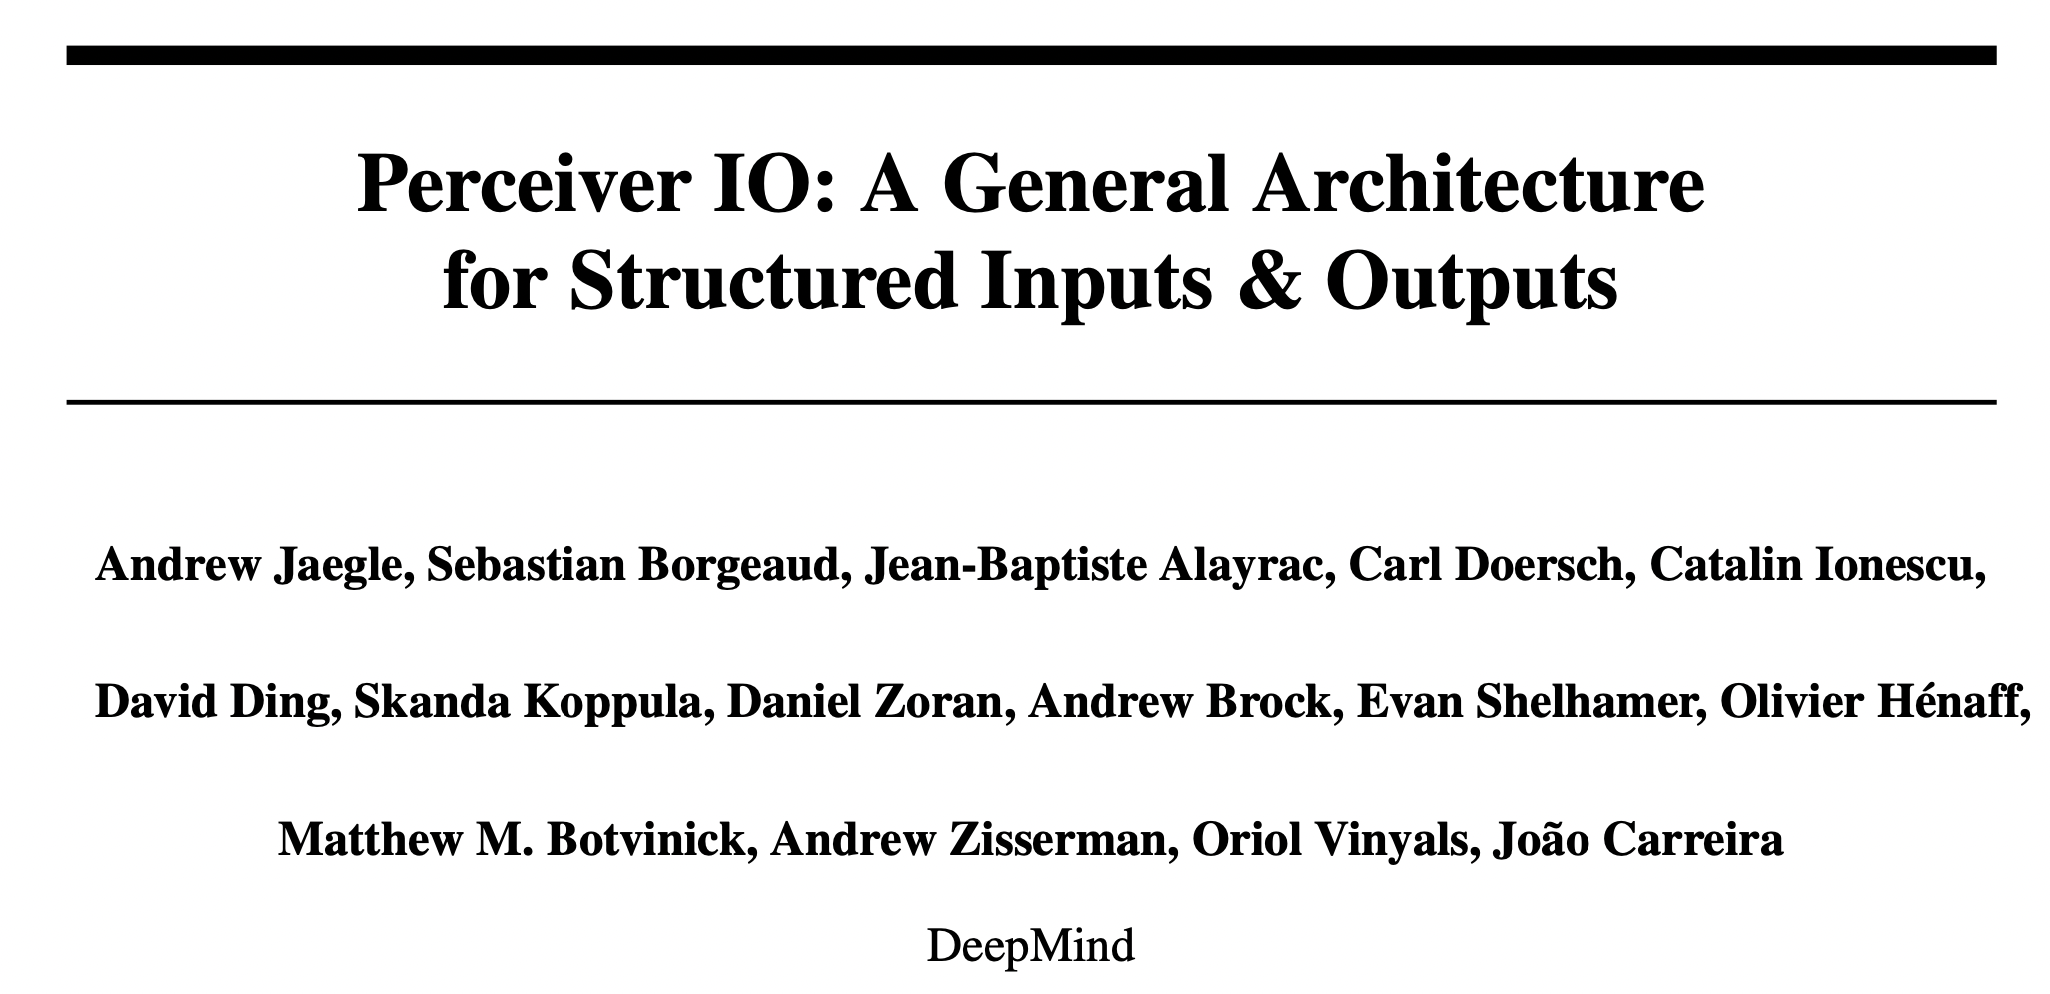 Perceiver IO: A General Architecture
for Structured Inputs & Outputs
Andrew Jaegle, Sebastian Borgeaud, Jean-Baptiste Alayrac, Carl Doersch, Catalin Ionescu,
David Ding, Skanda Koppula, Daniel Zoran, Andrew Brock, Evan Shelhamer, Olivier Hénaff,
Matthew M. Botvinick, Andrew Zisserman, Oriol Vinyals, João Carreira
DeepMind